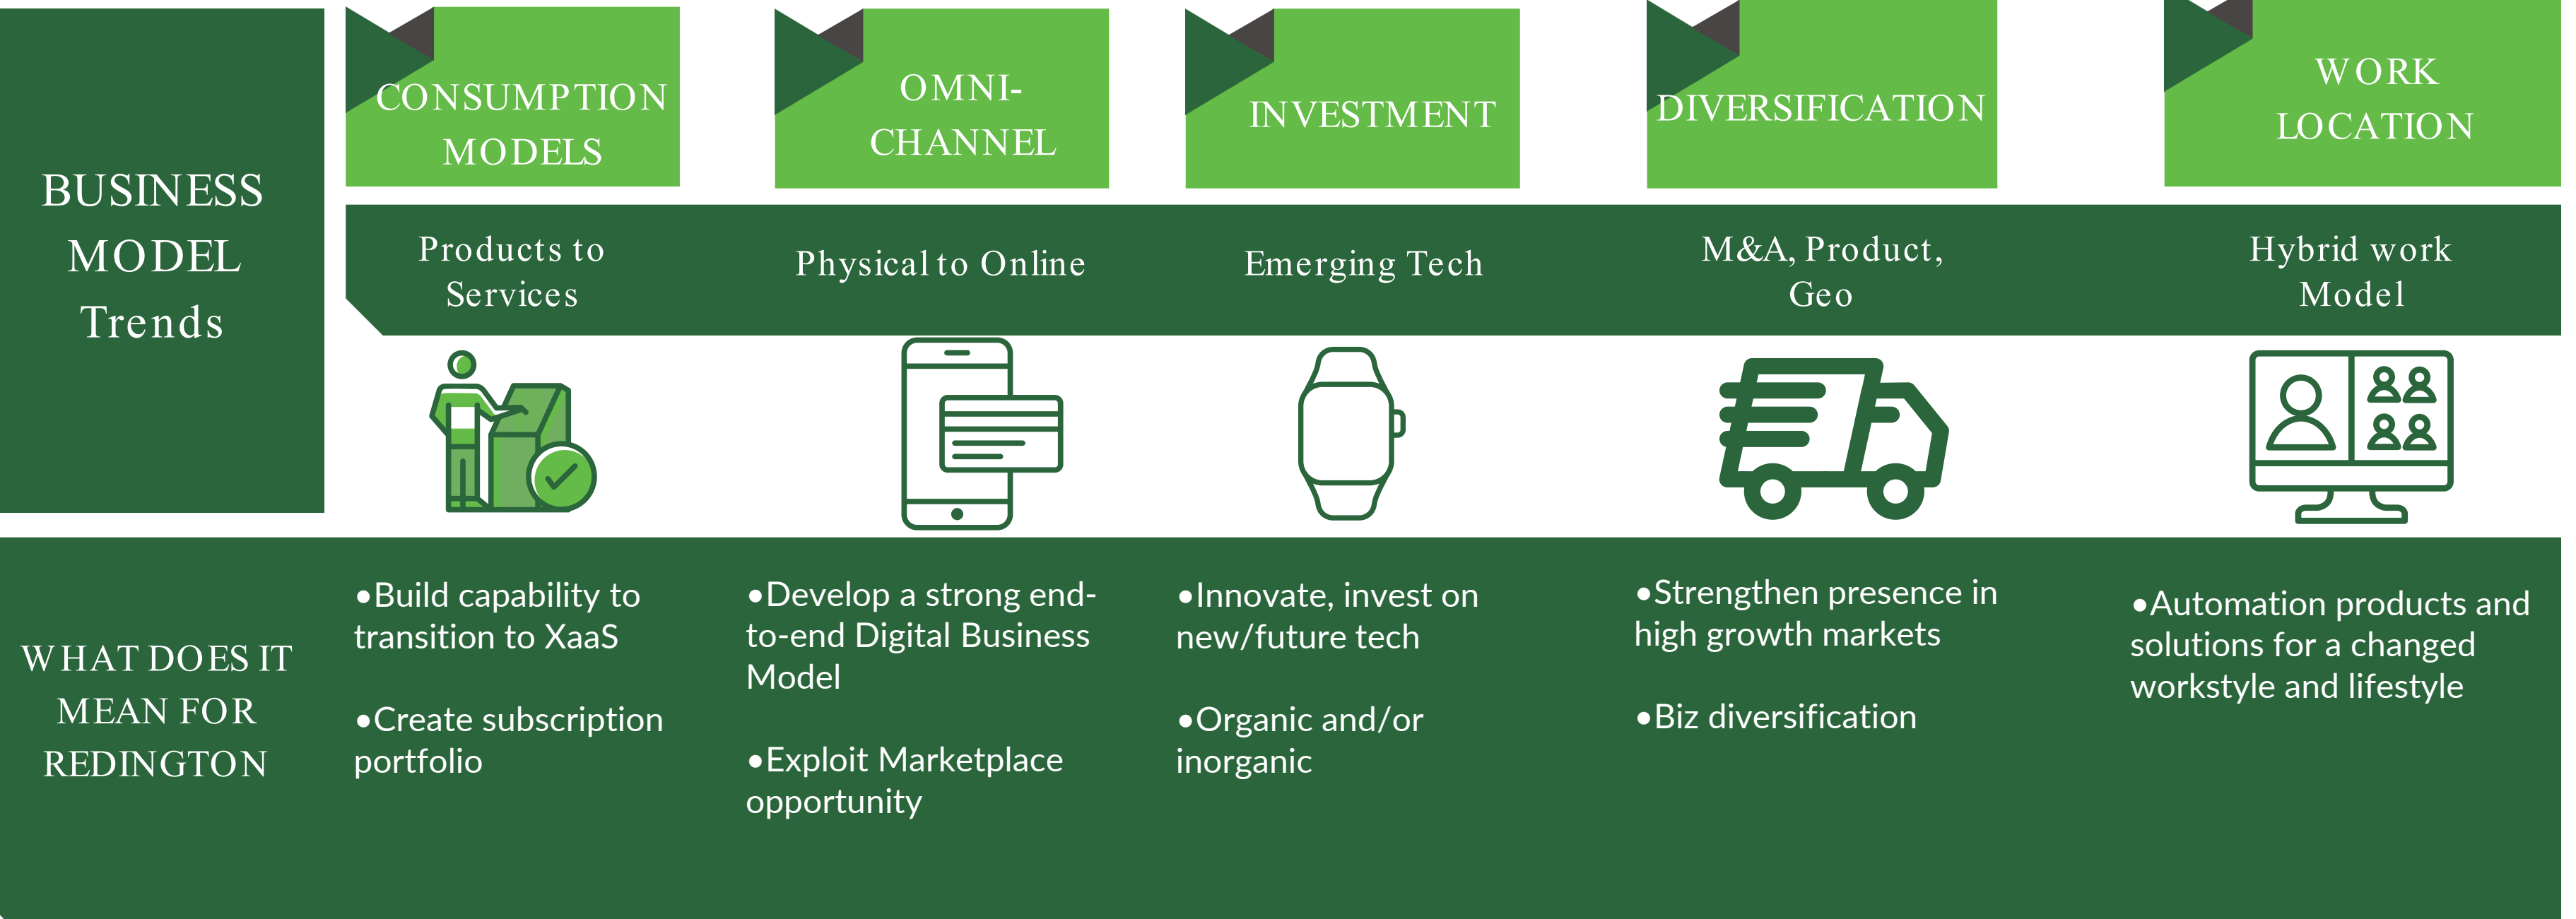 BUSINESS
MODEL
Trends
CONSUMPTION
MODELS
OMNI-
CHANNEL
INVESTMENT
DIVERSIFICATION
WORK
LOCATION
Products to
Services
Physical to Online
Emerging Tech
M&A, Product,
Geo
Hybrid work
Model
WHAT DOES IT
MEAN FOR
REDINGTON
•Build capability to
transition to XaaS
•Create subscription
portfolio
•Develop a strong end-
to-end Digital Business
Model
•Exploit Marketplace
opportunity
•Innovate, invest on
new/future tech
•Organic and/or
inorganic
•Strengthen presence in
high growth markets
•Biz diversification
•Automation products and
solutions for a changed
workstyle and lifestyle